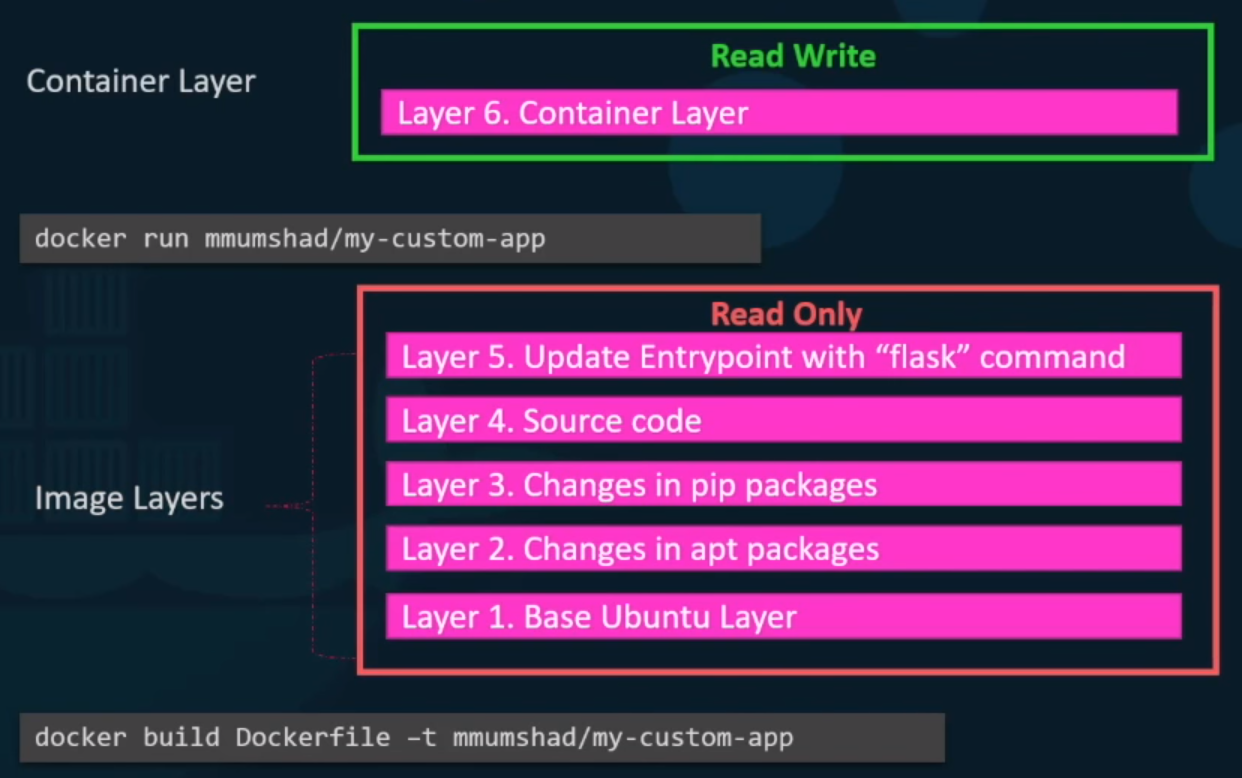 Read Write
Container Layer
Layer 6. Container Layer
docker run mmumshad/my-custom-app
Read Only
Layer 5. Update Entrypoint with “flask” command
Layer 4. Source code
Layer 3. Changes in pip packages
Image Layers
Layer 2. Changes in apt packages
Layer 1. Base Ubuntu Layer
docker build Dockerfile –t mmumshad/my-custom-app